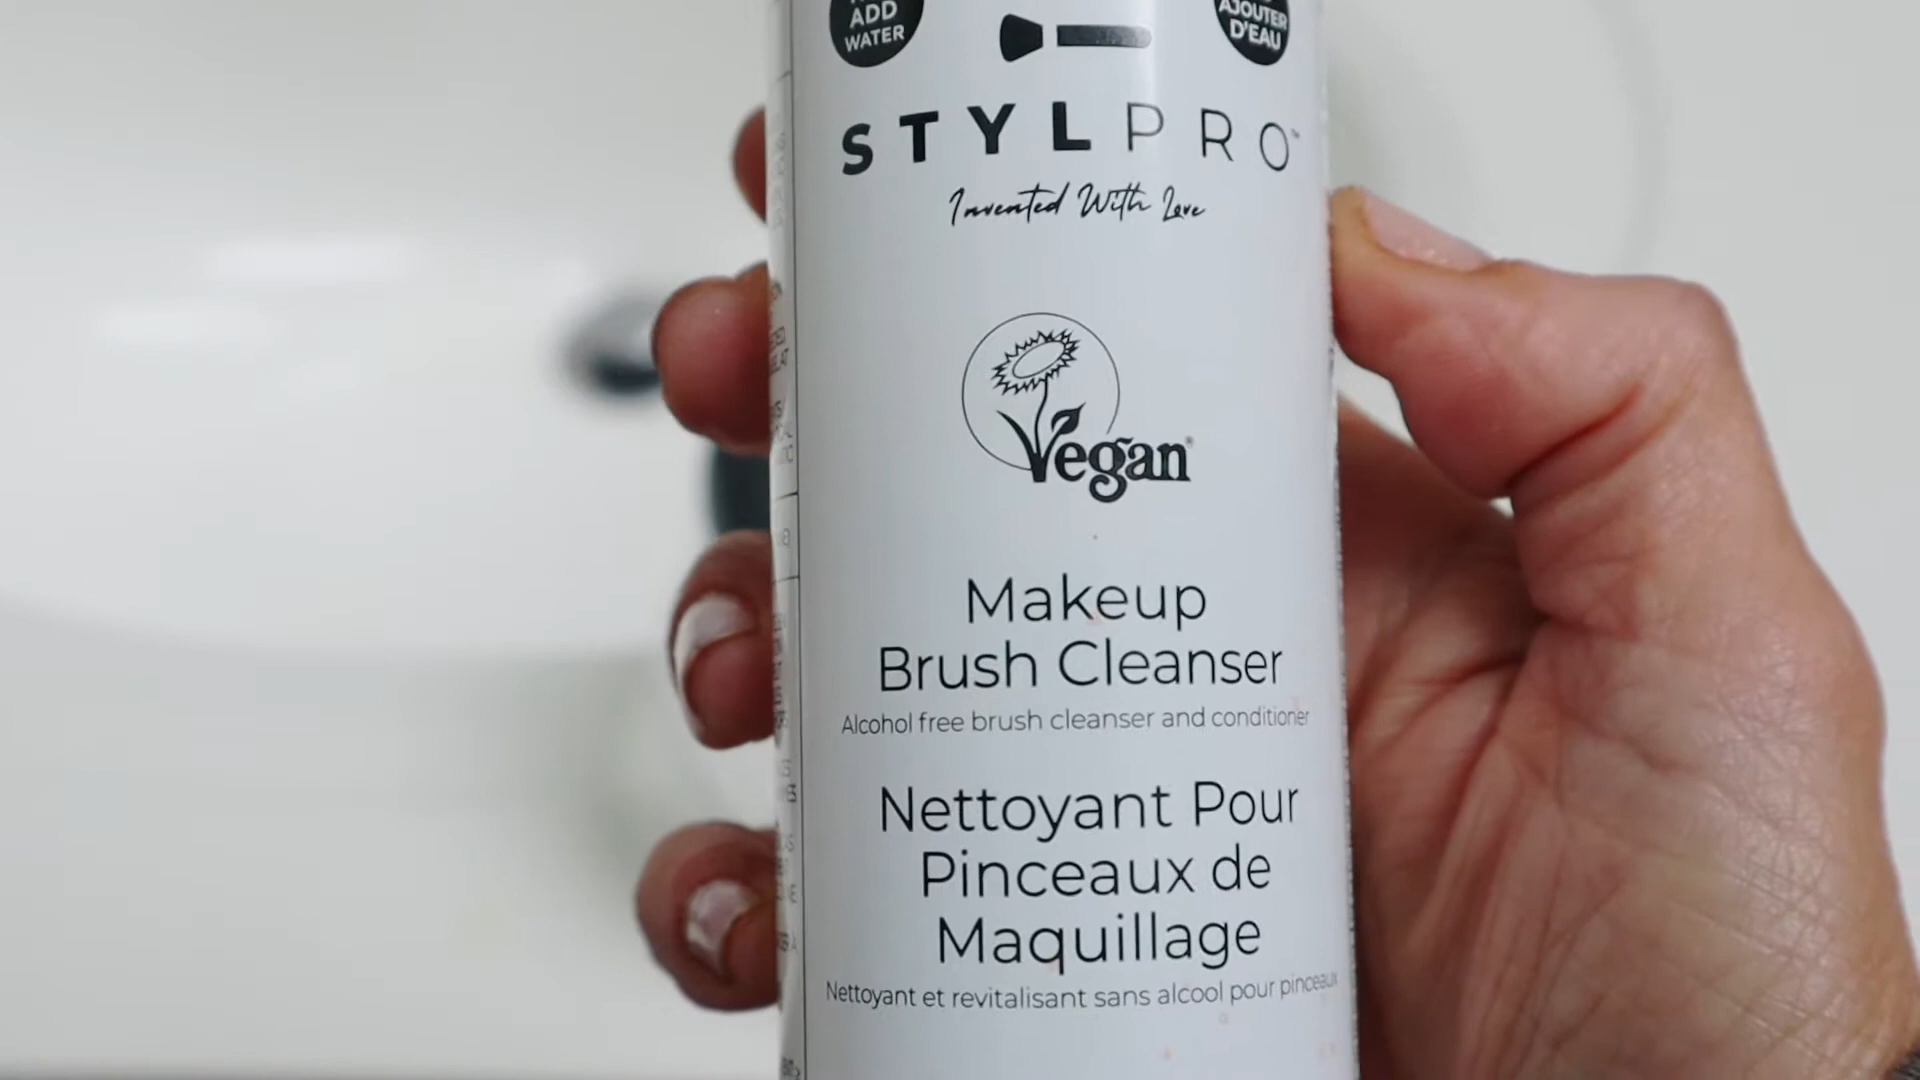 ADD
WATER
AJOUTER
D'EAU
STYLPRO™
Invented With Love
Vegan®
Makeup
Brush Cleanser
Alcohol free brush cleanser and conditioner
Nettoyant Pour
Pinceaux de
Maquillage
Nettoyant et revitalisant sans alcool pour pinceaux